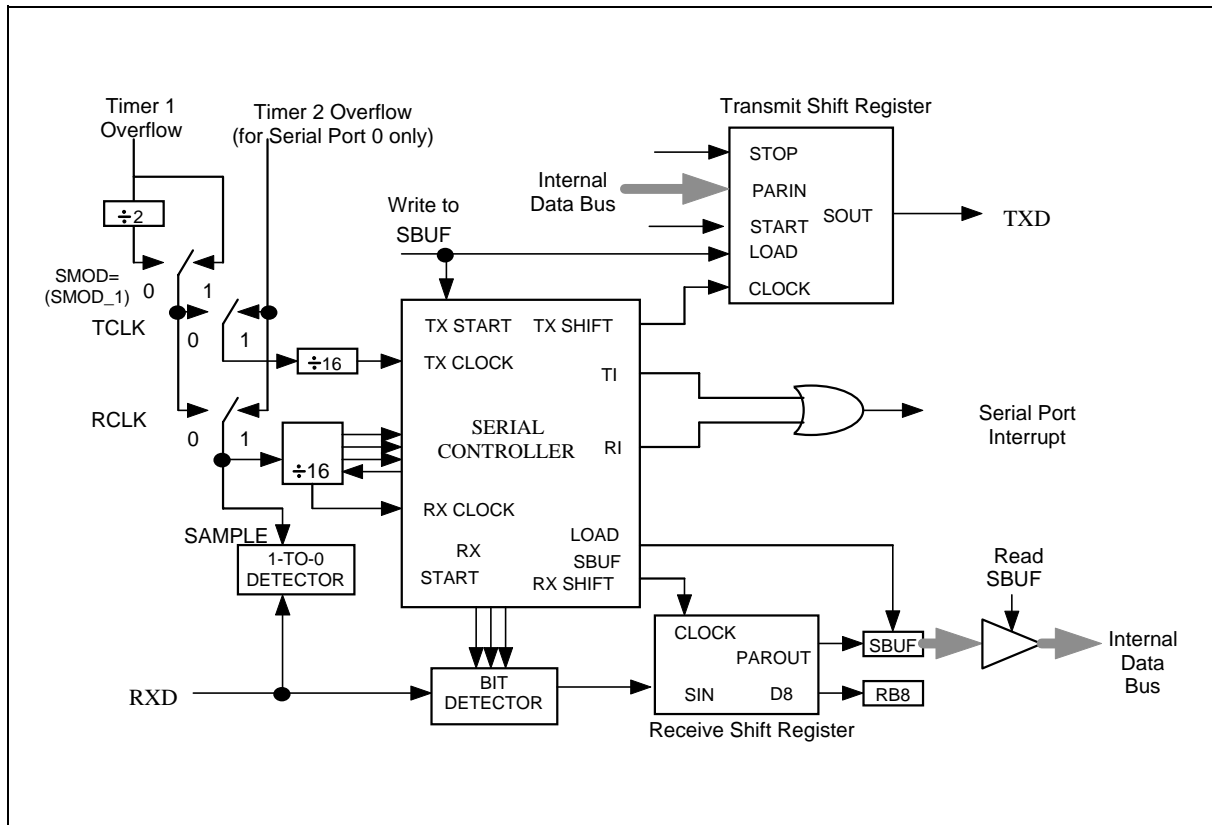 Timer 1
Overflow
Timer 2 Overflow
(for Serial Port 0 only)
÷2
SMOD=
(SMOD_1)
0
1
TCLK
0
1
÷16
RCLK
0
1
÷16
SAMPLE
1-TO-0
DETECTOR
RXD
Write to
SBUF
TX START
TX SHIFT
TX CLOCK
TI
SERIAL
CONTROLLER
RI
RX CLOCK
LOAD
SBUF
RX
START
RX SHIFT
BIT
DETECTOR
Transmit Shift Register
Internal
Data Bus
STOP
PARIN
START
SOUT
LOAD
CLOCK
TXD
Serial Port
Interrupt
CLOCK
PAROUT
SIN
D8
Receive Shift Register
SBUF
RB8
Read
SBUF
Internal
Data
Bus